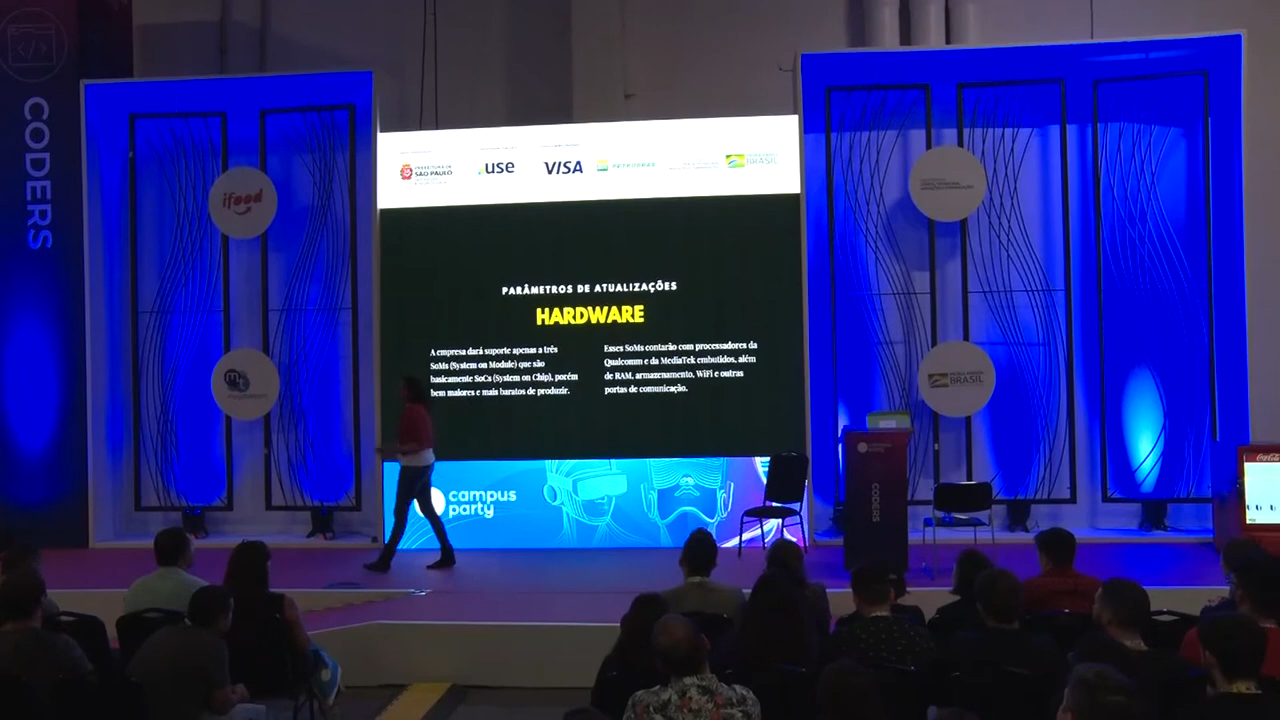 CODERS
ifood
PREFEITURA DE
SÃO PAULO
.use
VISA
PETROBRAS
BRASIL
PARÂMETROS DE ATUALIZAÇÕES
HARDWARE
A empresa dará suporte apenas a três
SoMs (System on Module) que são
basicamente SoCs (System on Chip), porém
bem maiores e mais baratos de produzir.
Esses SoMs contarão com processadores da
Qualcomm e da MediaTek embutidos, além
de RAM, armazenamento, WiFi e outras
portas de comunicação.
campus
party
BRASIL
CODERS
Coca-Cola